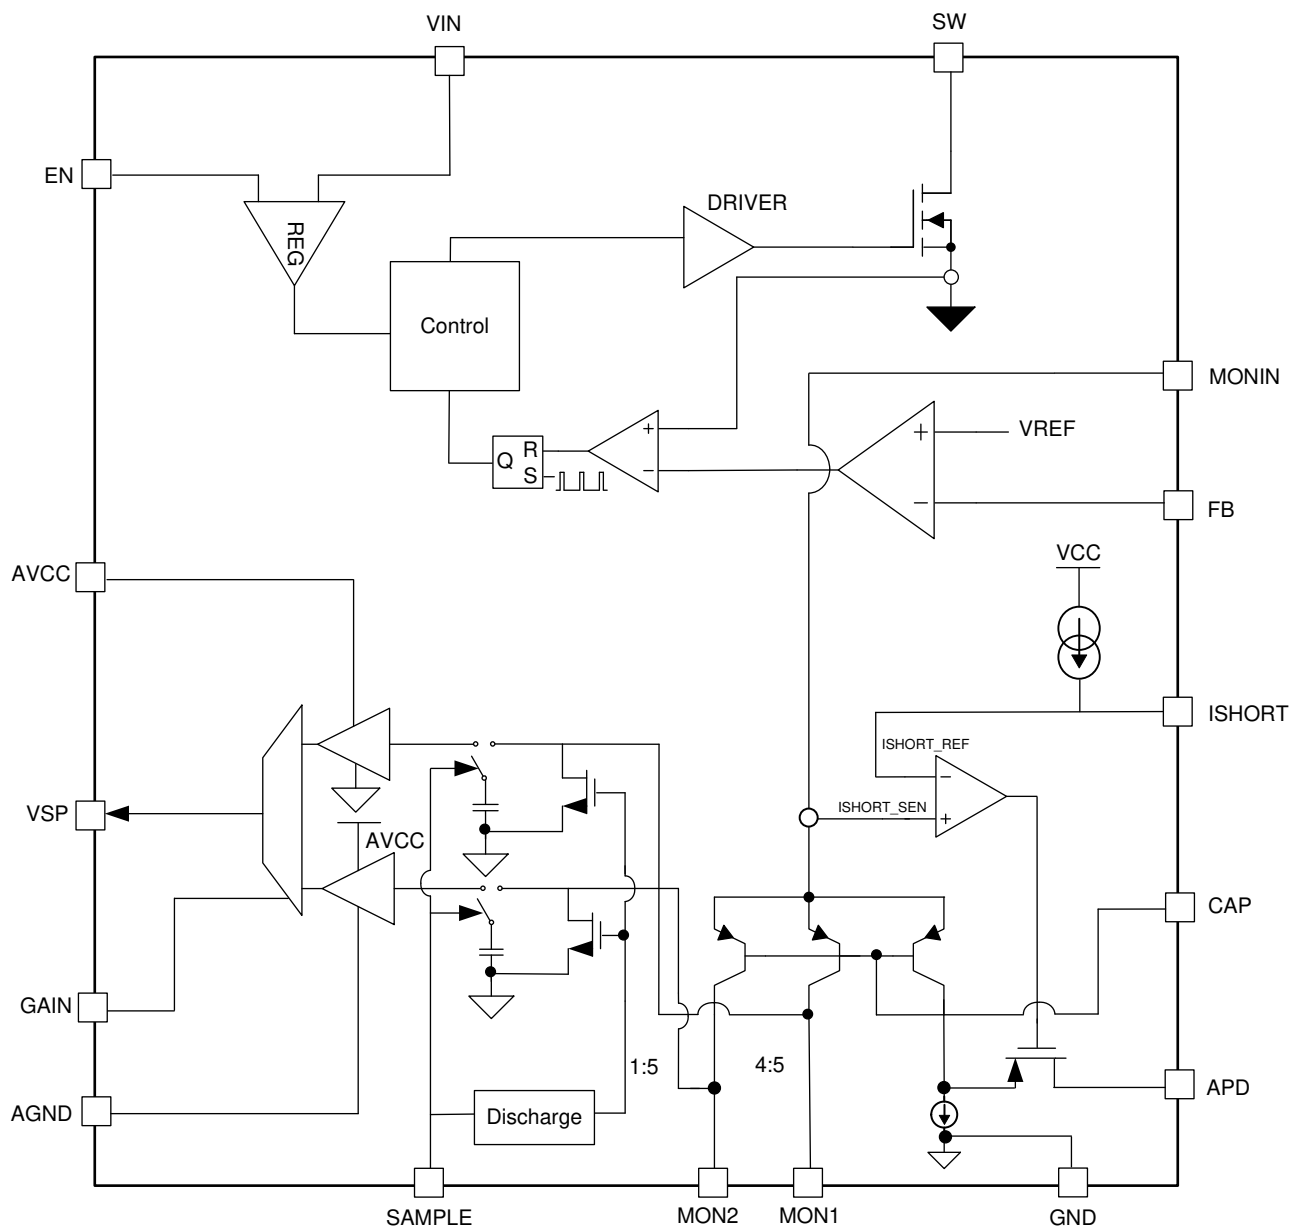 VIN
SW
EN
REG
DRIVER
Control
MONIN
+
VREF
Q
R
S
+
−
−
FB
AVCC
VCC
ISHORT
ISHORT_REF
−
ISHORT_SEN
+
VSP
AVCC
CAP
GAIN
1:5
4:5
APD
AGND
Discharge
SAMPLE
MON2
MON1
GND